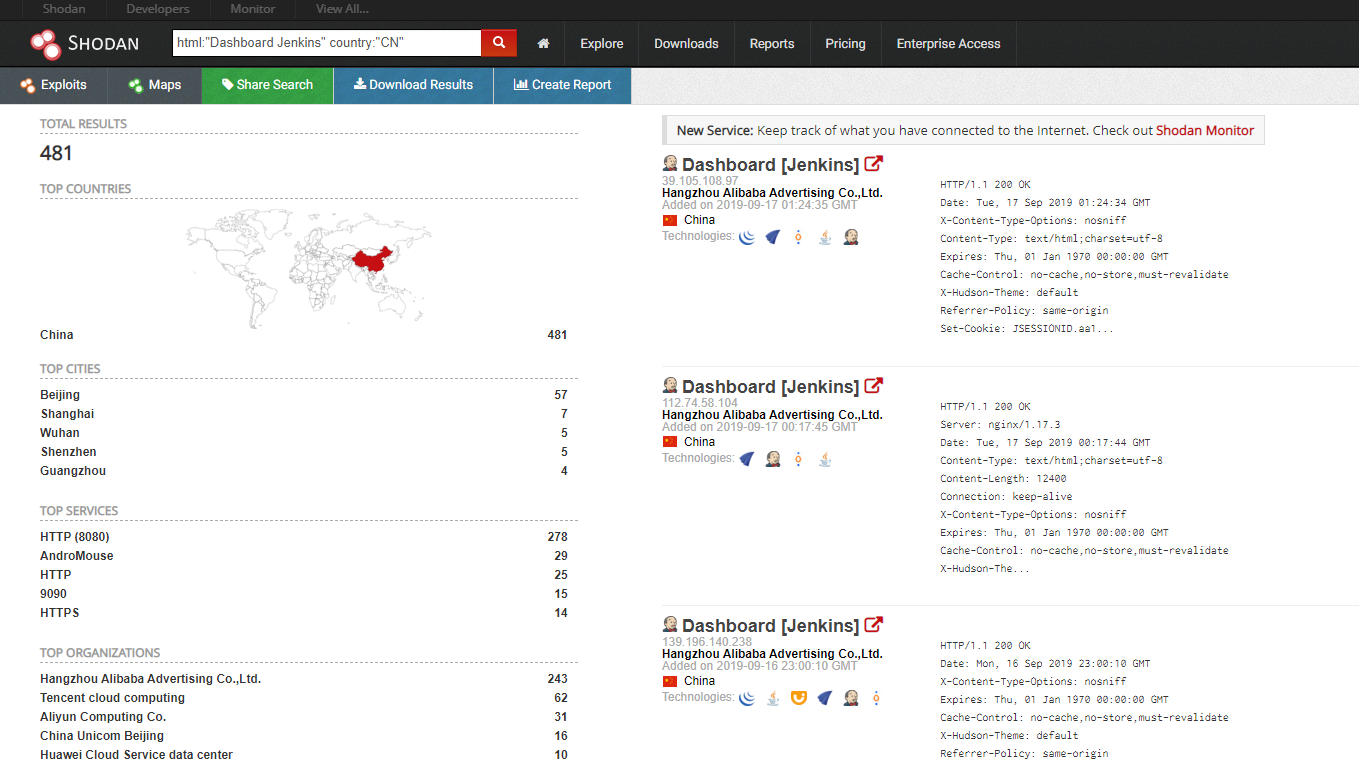 Shodan Developers Monitor View All...
SHODAN html:"Dashboard Jenkins" country:"CN" Explore Downloads Reports Pricing Enterprise Access
Exploits Maps Share Search Download Results Create Report
TOTAL RESULTS
481
TOP COUNTRIES
China 481
TOP CITIES
Beijing 57
Shanghai 7
Wuhan 5
Shenzhen 5
Guangzhou 4
TOP SERVICES
HTTP (8080) 278
AndroMouse 29
HTTP 25
9090 15
HTTPS 14
TOP ORGANIZATIONS
Hangzhou Alibaba Advertising Co.,Ltd. 243
Tencent cloud computing 62
Aliyun Computing Co. 31
China Unicom Beijing 16
Huawei Cloud Service data center 10
New Service: Keep track of what you have connected to the Internet. Check out Shodan Monitor
Dashboard [Jenkins]
39.105.108.97
Hangzhou Alibaba Advertising Co.,Ltd.
Added on 2019-09-17 01:24:35 GMT
China
Technologies:
HTTP/1.1 200 OK
Date: Tue, 17 Sep 2019 01:24:34 GMT
X-Content-Type-Options: nosniff
Content-Type: text/html;charset=utf-8
Expires: Thu, 01 Jan 1970 00:00:00 GMT
Cache-Control: no-cache,no-store,must-revalidate
X-Hudson-Theme: default
Referrer-Policy: same-origin
Set-Cookie: JSESSIONID.aa1...
Dashboard [Jenkins]
112.74.58.104
Hangzhou Alibaba Advertising Co.,Ltd.
Added on 2019-09-17 00:17:45 GMT
China
Technologies:
HTTP/1.1 200 OK
Server: nginx/1.17.3
Date: Tue, 17 Sep 2019 00:17:44 GMT
Content-Type: text/html;charset=utf-8
Content-Length: 12400
Connection: keep-alive
X-Content-Type-Options: nosniff
Expires: Thu, 01 Jan 1970 00:00:00 GMT
Cache-Control: no-cache,no-store,must-revalidate
X-Hudson-The...
Dashboard [Jenkins]
139.196.140.238
Hangzhou Alibaba Advertising Co.,Ltd.
Added on 2019-09-16 23:00:10 GMT
China
Technologies:
HTTP/1.1 200 OK
Date: Mon, 16 Sep 2019 23:00:10 GMT
X-Content-Type-Options: nosniff
Expires: Thu, 01 Jan 1970 00:00:00 GMT
Cache-Control: no-cache,no-store,must-revalidate
X-Hudson-Theme: default
Referrer-Policy: same-origin